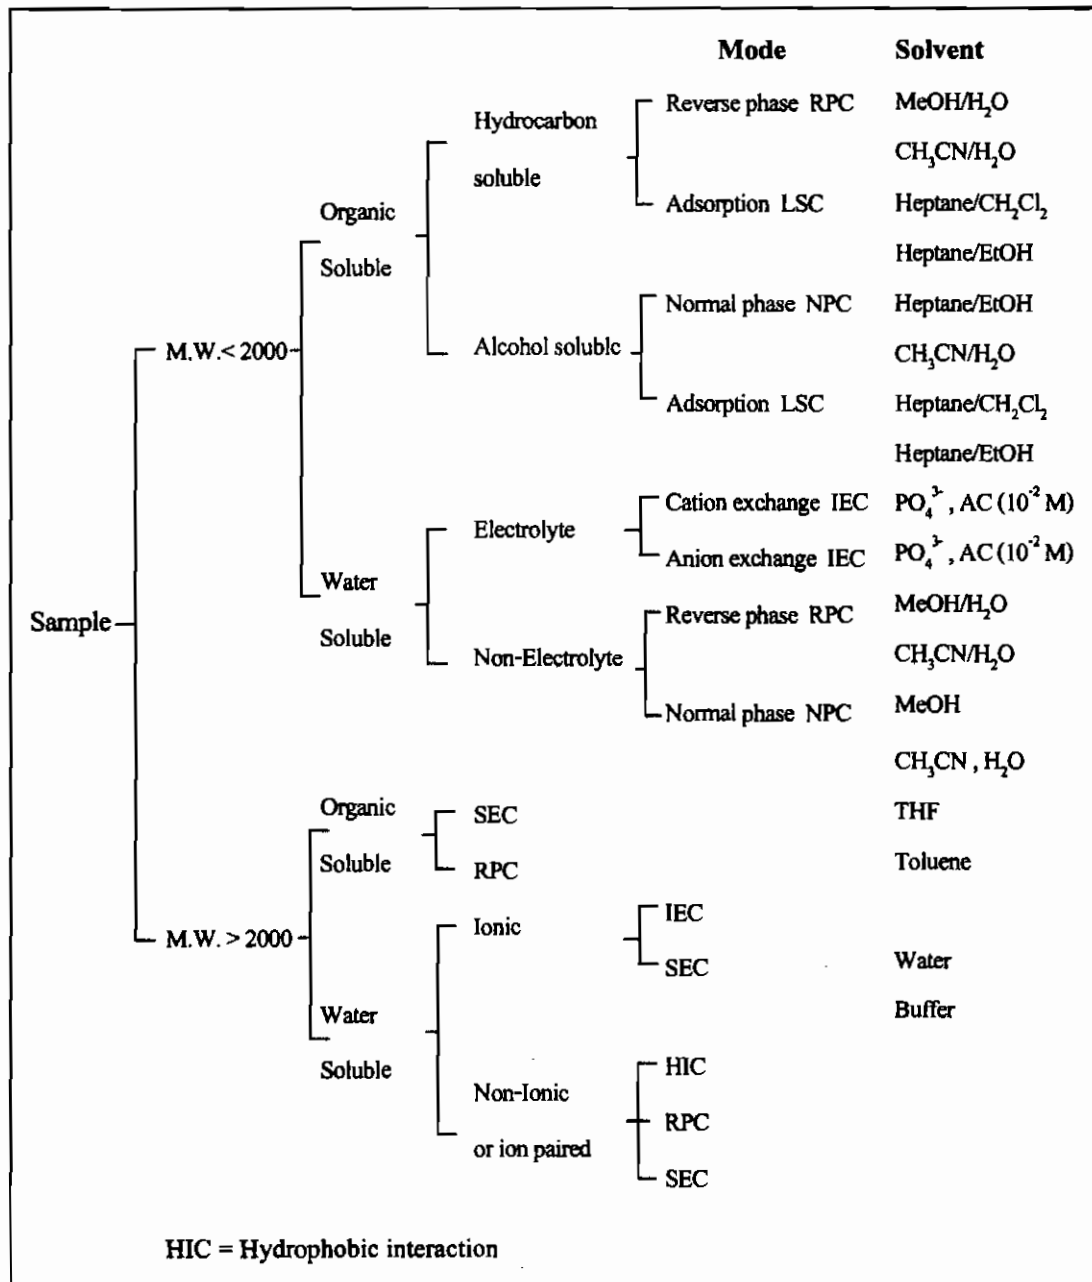 Mode Solvent
Reverse phase RPC MeOH/H₂O
Hydrocarbon
CH₃CN/H₂O
soluble
Adsorption LSC Heptane/CH₂Cl₂
Organic
Heptane/EtOH
Soluble
Normal phase NPC Heptane/EtOH
M.W.< 2000 Alcohol soluble CH₃CN/H₂O
Adsorption LSC Heptane/CH₂Cl₂
Heptane/EtOH
Cation exchange IEC PO₄³⁻, AC (10⁻² M)
Electrolyte
Anion exchange IEC PO₄³⁻, AC (10⁻² M)
Water
Sample Reverse phase RPC MeOH/H₂O
Soluble
Non-Electrolyte CH₃CN/H₂O
Normal phase NPC MeOH
CH₃CN , H₂O
Organic SEC THF
Soluble RPC Toluene
IEC
Ionic
M.W. > 2000
SEC Water
Water Buffer
Soluble HIC
Non-Ionic
RPC
or ion paired
SEC
HIC = Hydrophobic interaction